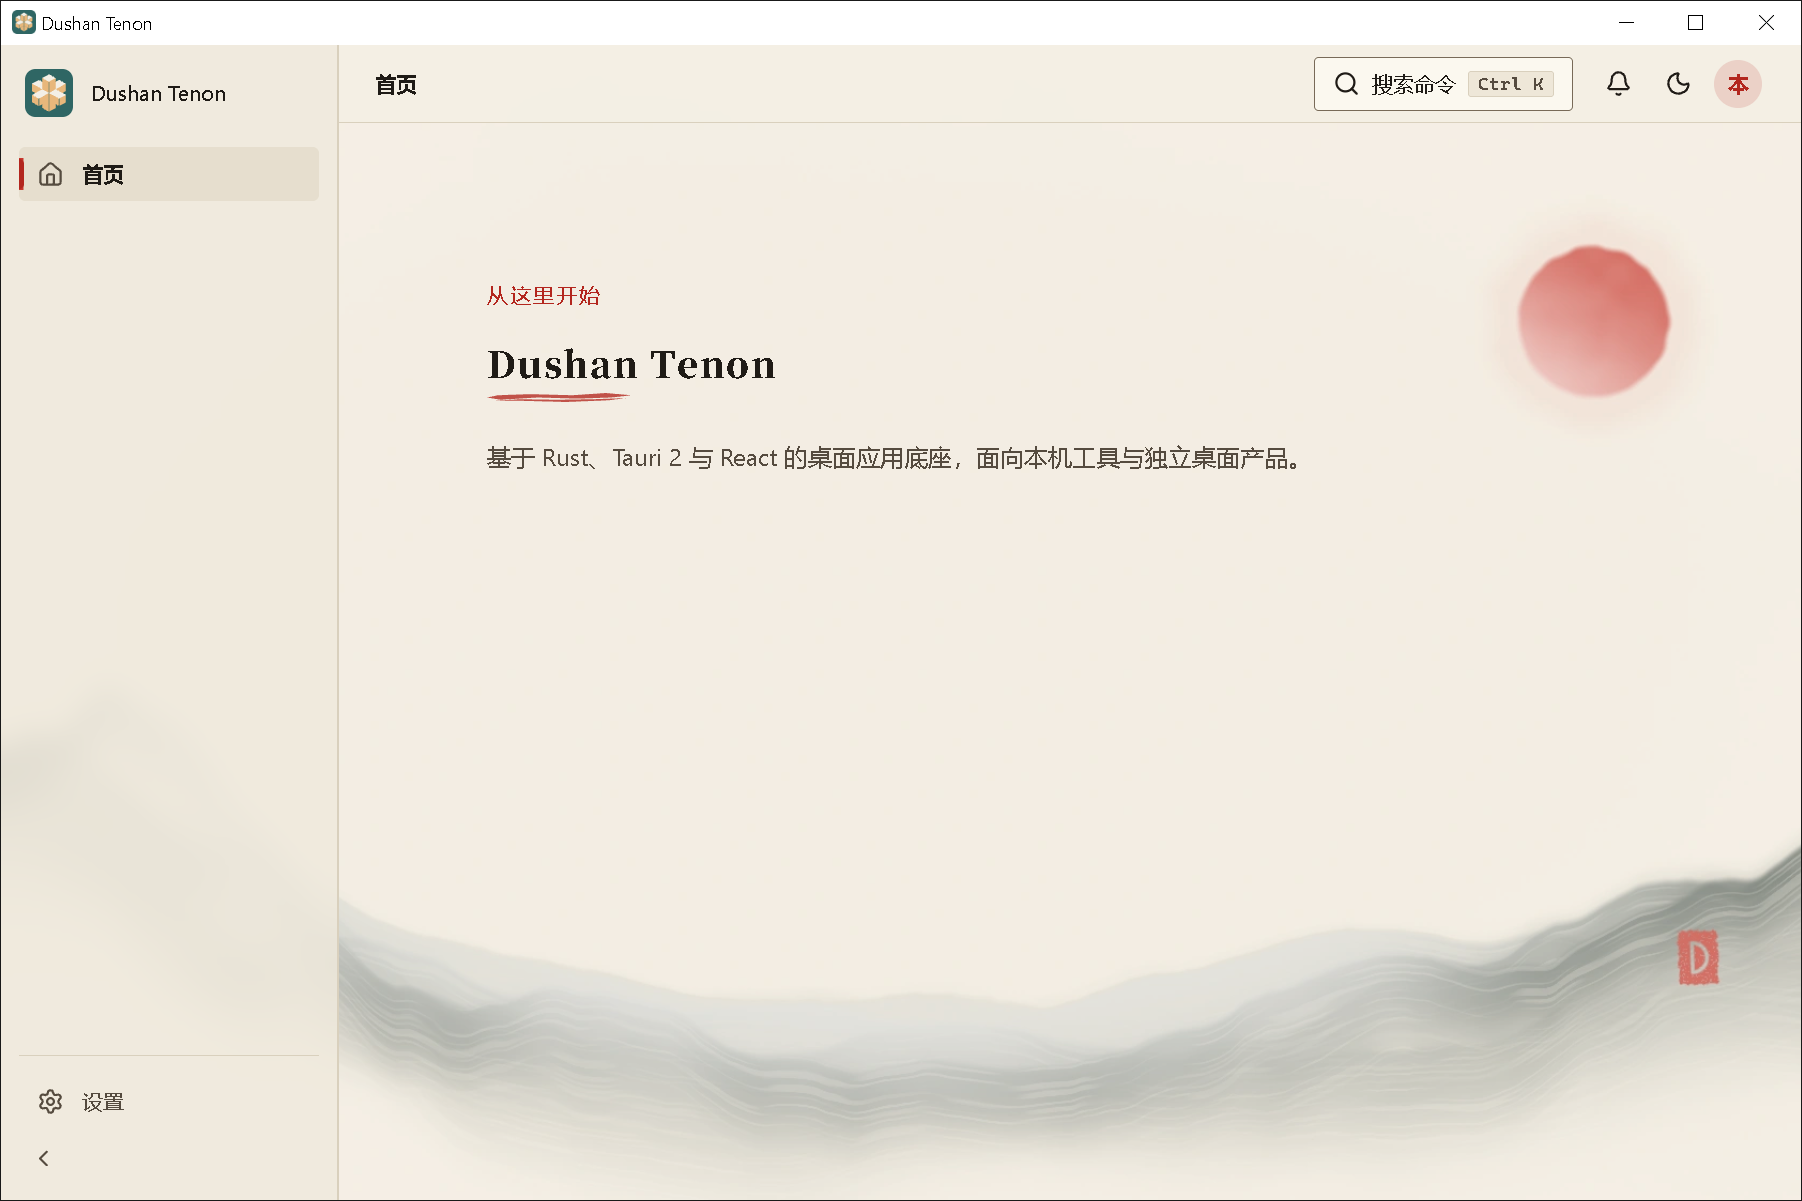 Dushan Tenon
Dushan Tenon
首页
搜索命令 Ctrl K
本
首页
从这里开始
Dushan Tenon
基于 Rust、Tauri 2 与 React 的桌面应用底座，面向本机工具与独立桌面产品。
D
设置